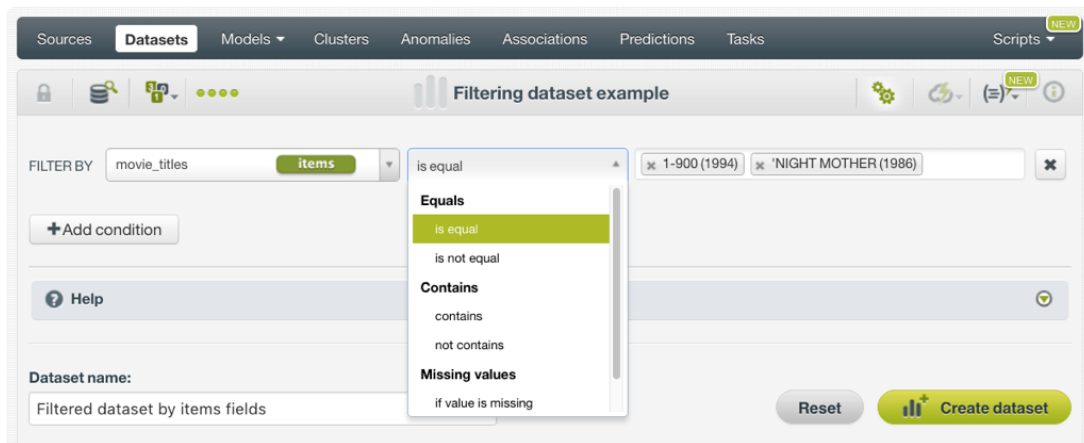 NEW
Sources Datasets Models Clusters Anomalies Associations Predictions Tasks Scripts
Filtering dataset example
NEW
FILTER BY movie_titles items is equal × 1-900 (1994) × 'NIGHT MOTHER (1986)
Equals
+Add condition
is equal
is not equal
Contains
Help
contains
not contains
Missing values
Dataset name:
if value is missing
Filtered dataset by items fields
Reset Create dataset